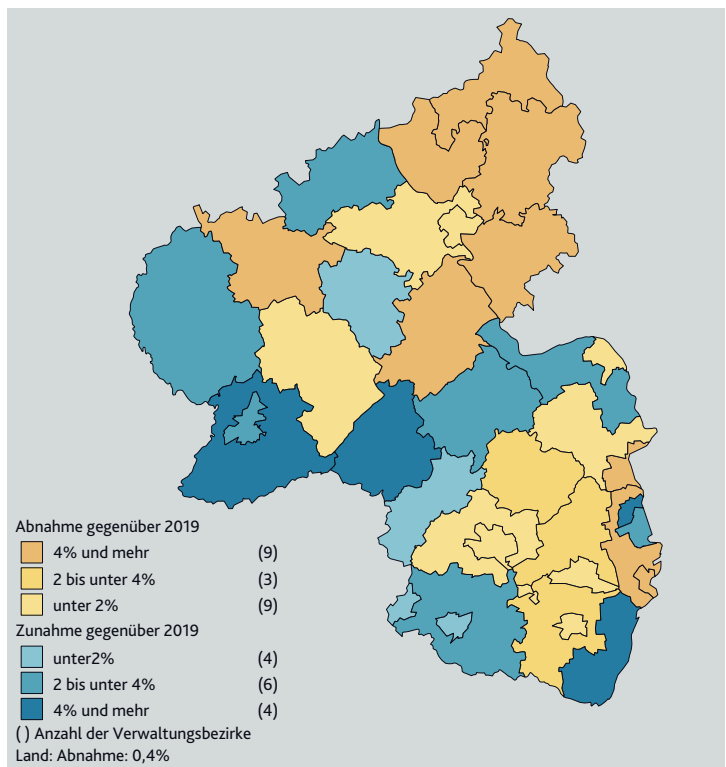 Abnahme gegenüber 2019
4% und mehr (9)
2 bis unter 4% (3)
unter 2% (9)
Zunahme gegenüber 2019
unter2% (4)
2 bis unter 4% (6)
4% und mehr (4)
( ) Anzahl der Verwaltungsbezirke
Land: Abnahme: 0,4%